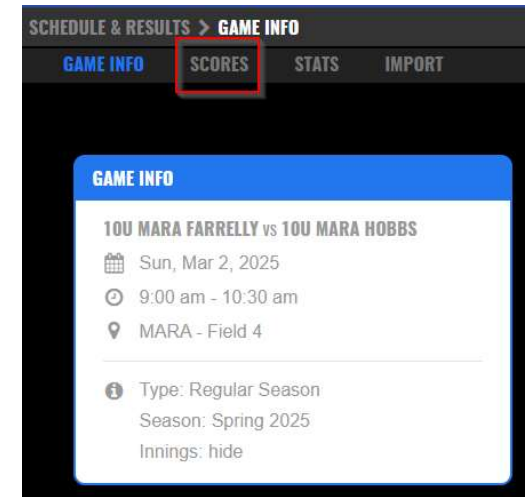 SCHEDULE & RESULTS > GAME INFO
GAME INFO SCORES STATS IMPORT
GAME INFO
10U MARA FARRELLY VS 10U MARA HOBBS
Sun, Mar 2, 2025
9:00 am - 10:30 am
MARA - Field 4
Type: Regular Season
Season: Spring 2025
Innings: hide